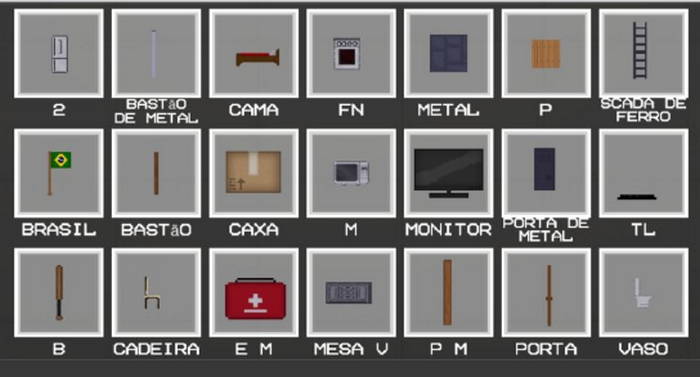 2
BASTãO
DE METAL
CAMA
FN
METAL
P
SCADA DE
FERRO
BRASIL
BASTãO
CAIXA
M
MONITOR
PORTA DE
METAL
TL
B
CADEIRA
E M
MESA V
P M
PORTA
VASO